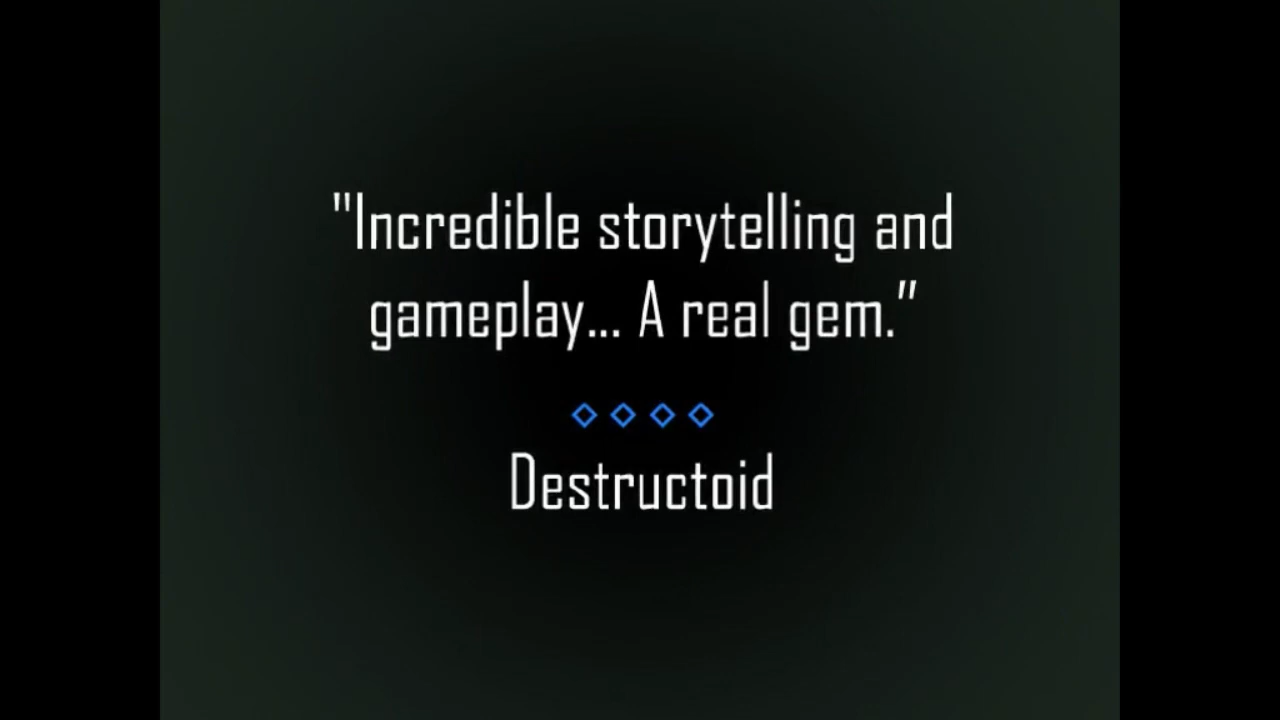 "Incredible storytelling and
gameplay... A real gem.”
Destructoid